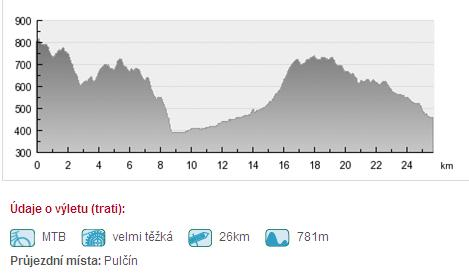 900
800
700
600
500
400
300
0 2 4 6 8 10 12 14 16 18 20 22 24 km
Údaje o výletu (trati):
MTB velmi těžká 26km 781m
Průjezdní místa: Pulčín